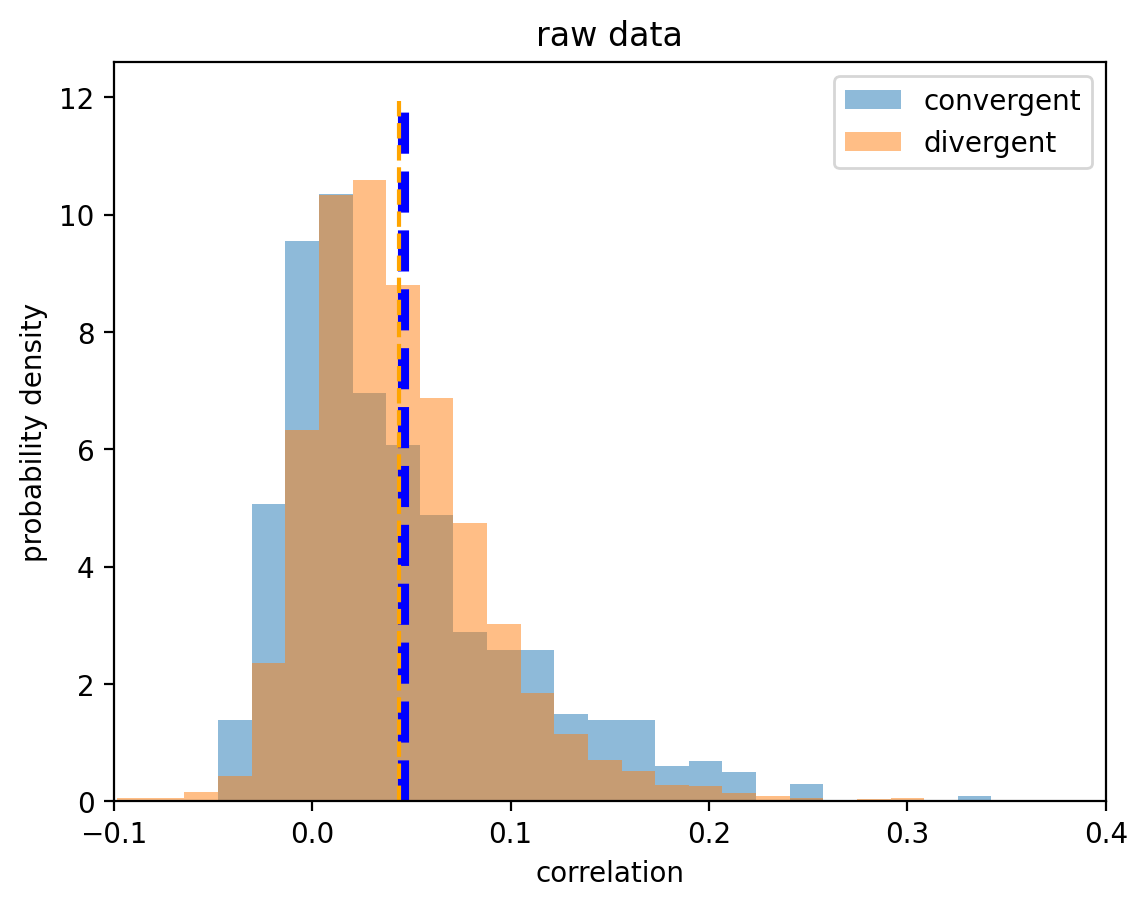 raw data
convergent
divergent
probability density
12
10
8
6
4
2
0
−0.1
0.0
0.1
0.2
0.3
0.4
correlation